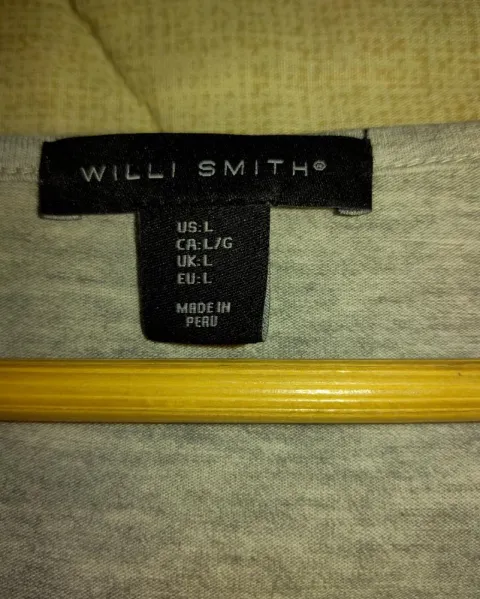 WILLI SMITH®
US:L
CA:L/G
UK:L
EU:L
MADE IN
PERU